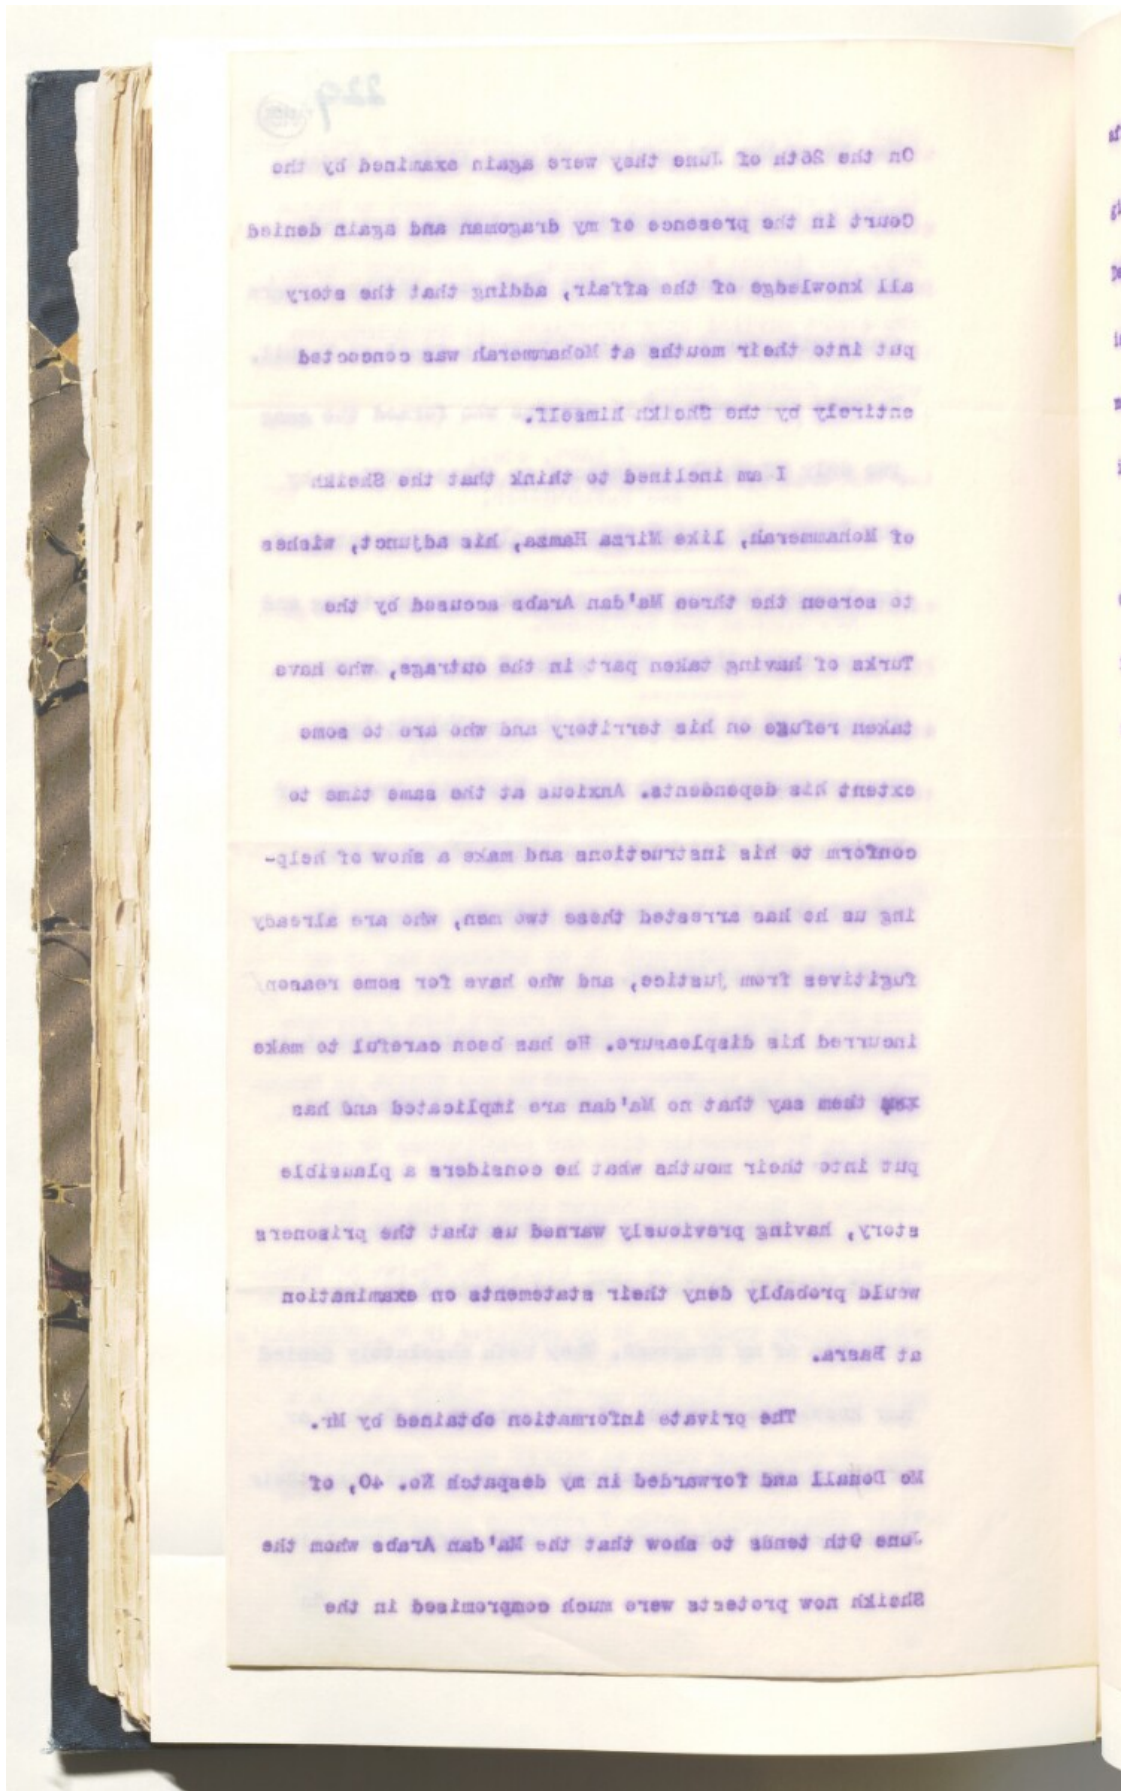 229
On the 26th of June they were again examined by the
Court in the presence of my dragoman and again denied
all knowledge of the affair, adding that the story
put into their mouths at Mohammerah was concocted
entirely by the Sheikh himself.
I am inclined to think that the Sheikh
of Mohammerah, like Mirza Hamza, his adjunct, wishes
to screen the three Ma'dan Arabs accused by the
Turks of having taken part in the outrage, who have
taken refuge on his territory and who are to some
extent his dependents. Anxious at the same time to
conform to his instructions and make a show of help-
ing us he has arrested these two men, who are already
fugitives from justice, and who have for some reason
incurred his displeasure. He has been careful to make
them say that no Ma'dan are implicated and has
put into their mouths what he considers a plausible
story, having previously warned us that the prisoners
would probably deny their statements on examination
at Basra.
The private information obtained by Mr.
Mc Douall and forwarded in my despatch No. 40, of
June 9th tends to show that the Ma'dan Arabs whom the
Sheikh now protects were much compromised in the